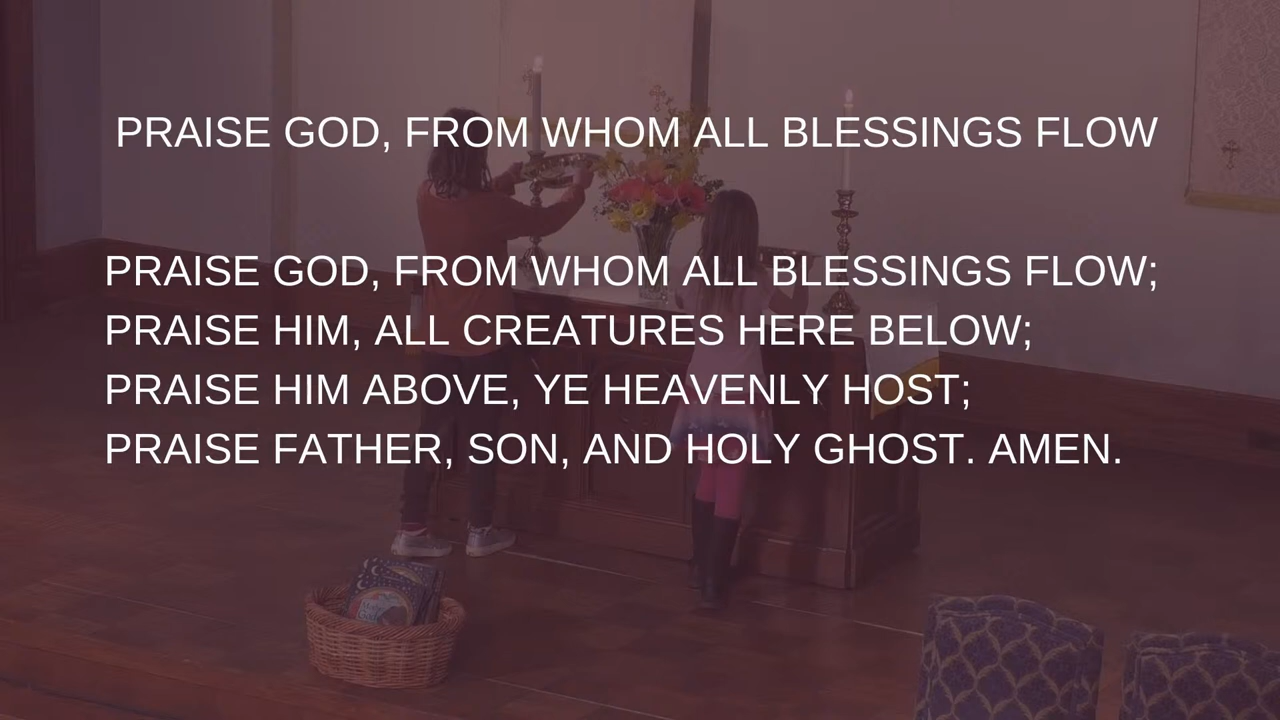 PRAISE GOD, FROM WHOM ALL BLESSINGS FLOW
PRAISE GOD, FROM WHOM ALL BLESSINGS FLOW;
PRAISE HIM, ALL CREATURES HERE BELOW;
PRAISE HIM ABOVE, YE HEAVENLY HOST;
PRAISE FATHER, SON, AND HOLY GHOST. AMEN.